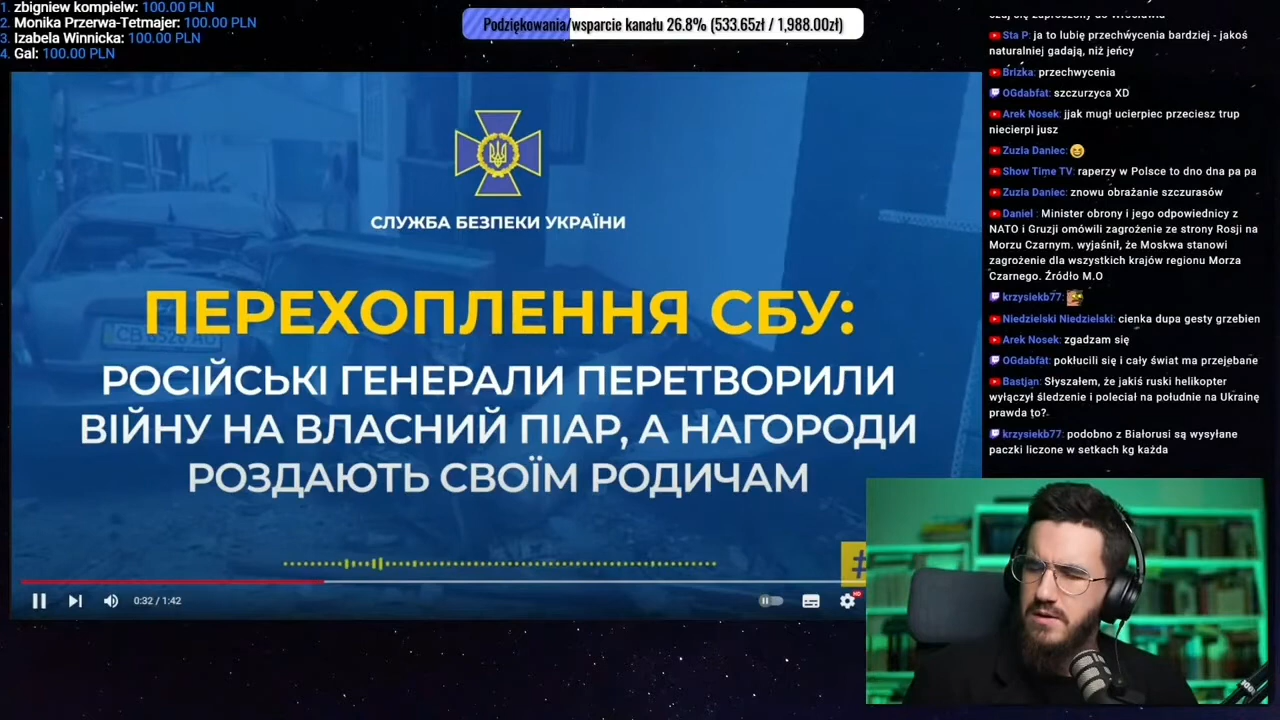 1. zbigniew kompielw: 100.00 PLN
2. Monika Przerwa-Tetmajer: 100.00 PLN
3. Izabela Winnicka: 100.00 PLN
4. Gal: 100.00 PLN
Podziękowania/wsparcie kanału 26.8% (533.65zł / 1,988.00zł)
СЛУЖБА БЕЗПЕКИ УКРАЇНИ
ПЕРЕХОПЛЕННЯ СБУ:
РОСІЙСЬКІ ГЕНЕРАЛИ ПЕРЕТВОРИЛИ
ВІЙНУ НА ВЛАСНИЙ ПІАР, А НАГОРОДИ
РОЗДАЮТЬ СВОЇМ РОДИЧАМ
#
0:32 / 1:42
HD
Sta P: ja to lubię przechwycenia bardziej - jakoś
naturalniej gadają, niż jeńcy
Brizka: przechwycenia
OGdabfat: szczurzyca XD
Arek Nosek: jjak mugł ucierpiec przeciesz trup
niecierpi jusz
Zuzia Daniec:
Show Time TV: raperzy w Polsce to dno dna pa pa
Zuzia Daniec: znowu obrażanie szczurasów
Daniel : Minister obrony i jego odpowiednicy z
NATO i Gruzji omówili zagrożenie ze strony Rosji na
Morzu Czarnym. wyjaśnił, że Moskwa stanowi
zagrożenie dla wszystkich krajów regionu Morza
Czarnego. Źródło M.O
krzysiekb77:
Niedzielski Niedzielski: cienka dupa gesty grzebien
Arek Nosek: zgadzam się
OGdabfat: pokłucili się i cały świat ma przejebane
Bastjan: Słyszałem, że jakiś ruski helikopter
wyłączył śledzenie i poleciał na południe na Ukrainę
prawda to?
krzysiekb77: podobno z Białorusi są wysyłane
paczki liczone w setkach kg każda